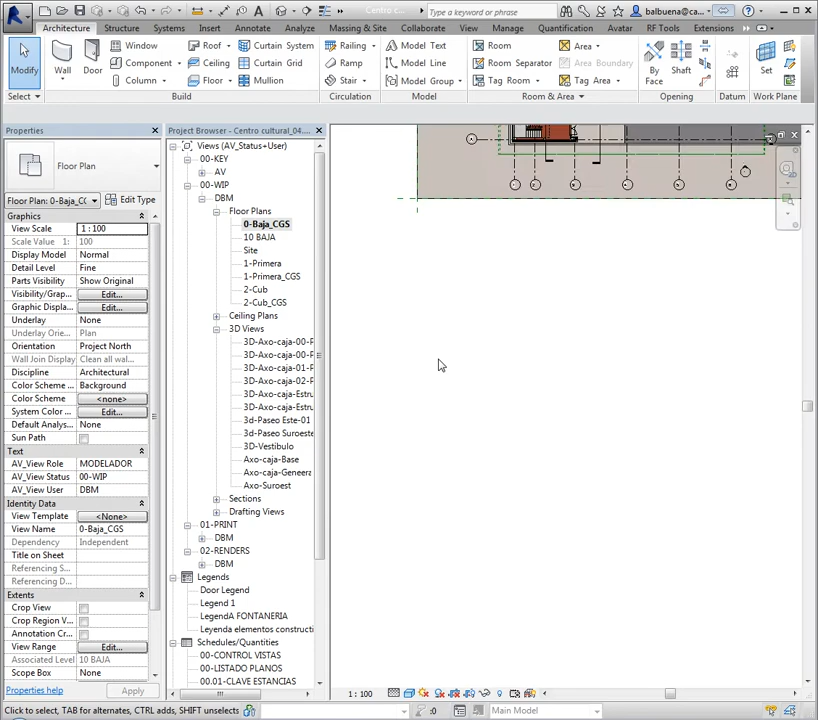 Centro c...
Type a keyword or phrase
balbuena@ca...
Architecture Structure Systems Insert Annotate Analyze Massing & Site Collaborate View Manage Quantification Avatar RF Tools Extensions
Modify
Wall
Door
Window
Component
Column
Roof
Ceiling
Floor
Curtain System
Curtain Grid
Mullion
Railing
Ramp
Stair
Model Text
Model Line
Model Group
Room
Room Separator
Tag Room
Area
Area Boundary
Tag Area
By Face
Shaft
Set
Select Build Circulation Model Room & Area Opening Datum Work Plane
Properties
Floor Plan
Floor Plan: 0-Baja_C(
Edit Type
Graphics
View Scale 1 : 100
Scale Value 1: 100
Display Model Normal
Detail Level Fine
Parts Visibility Show Original
Visibility/Grap... Edit...
Graphic Displa... Edit...
Underlay None
Underlay Orie... Plan
Orientation Project North
Wall Join Display Clean all wal...
Discipline Architectural
Color Scheme ... Background
Color Scheme <none>
System Color ... Edit...
Default Analys... None
Sun Path
Text
AV_View Role MODELADOR
AV_View Status 00-WIP
AV_View User DBM
Identity Data
View Template <None>
View Name 0-Baja_CGS
Dependency Independent
Title on Sheet
Referencing S...
Referencing D...
Extents
Crop View
Crop Region V...
Annotation Cr...
View Range Edit...
Associated Level 10 BAJA
Scope Box None
Properties help
Apply
Project Browser - Centro cultural_04...
Views (AV_Status+User)
00-KEY
AV
00-WIP
DBM
Floor Plans
0-Baja_CGS
10 BAJA
Site
1-Primera
1-Primera_CGS
2-Cub
2-Cub_CGS
Ceiling Plans
3D Views
3D-Axo-caja-00-P
3D-Axo-caja-00-P
3D-Axo-caja-01-P
3D-Axo-caja-02-P
3D-Axo-caja-Estru
3D-Axo-caja-Estru
3d-Paseo Este-01
3d-Paseo Suroeste
3D-Vestibulo
Axo-caja-Base
Axo-caja-Geneera
Axo-Suroest
Sections
Drafting Views
01-PRINT
DBM
02-RENDERS
DBM
Legends
Door Legend
Legend 1
LegendA FONTANERIA
Leyenda elementos constructi
Schedules/Quantities
00-CONTROL VISTAS
00-LISTADO PLANOS
00.01-CLAVE ESTANCIAS
1 : 100
Click to select, TAB for alternates, CTRL adds, SHIFT unselects
:0
Main Model